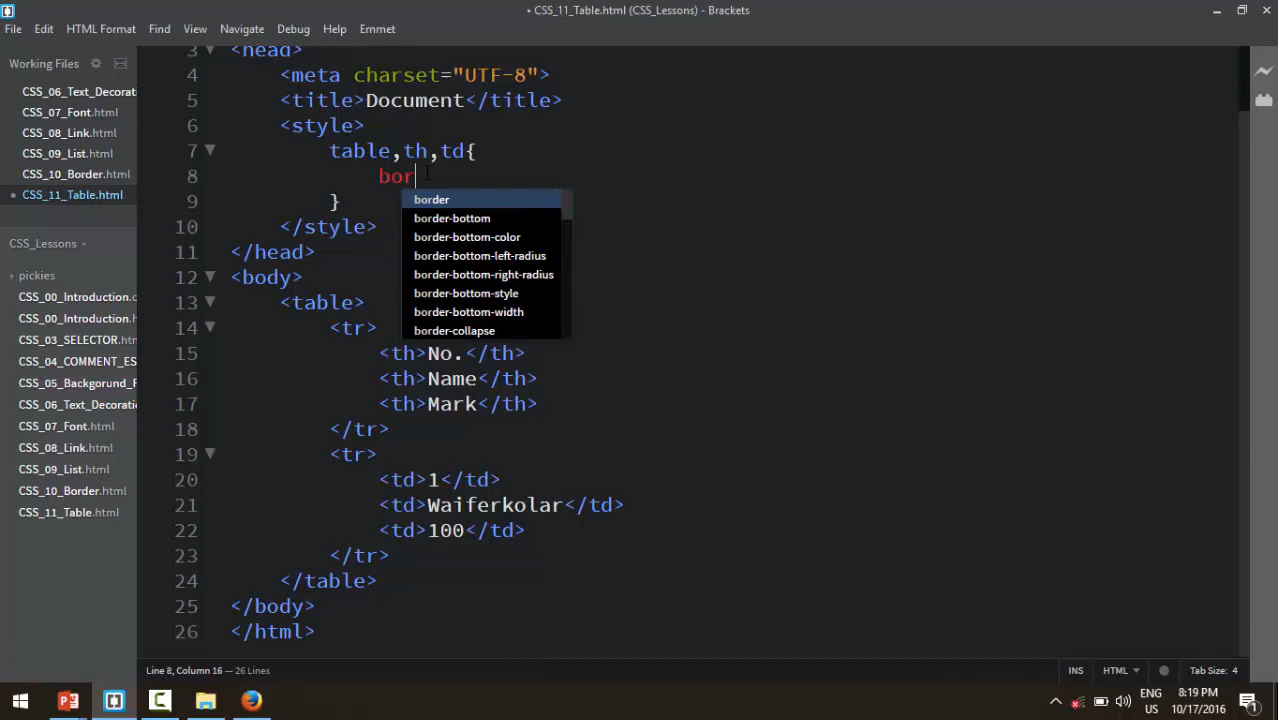 • CSS_11_Table.html (CSS_Lessons) - Brackets
File Edit HTML Format Find View Navigate Debug Help Emmet
Working Files
CSS_06_Text_Decorati
CSS_07_Font.html
CSS_08_Link.html
CSS_09_List.html
CSS_10_Border.html
• CSS_11_Table.html
CSS_Lessons
pickies
CSS_00_Introduction.c
CSS_00_Introduction.h
CSS_03_SELECTOR.htm
CSS_04_COMMENT_ES
CSS_05_Backgorund_F
CSS_06_Text_Decoratio
CSS_07_Font.html
CSS_08_Link.html
CSS_09_List.html
CSS_10_Border.html
CSS_11_Table.html
3 <head>
4 <meta charset="UTF-8">
5 <title>Document</title>
6 <style>
7 table,th,td{
8 bor
9 }
10 </style>
11 </head>
12 <body>
13 <table>
14 <tr>
15 <th>No.</th>
16 <th>Name</th>
17 <th>Mark</th>
18 </tr>
19 <tr>
20 <td>1</td>
21 <td>Waiferkolar</td>
22 <td>100</td>
23 </tr>
24 </table>
25 </body>
26 </html>
border
border-bottom
border-bottom-color
border-bottom-left-radius
border-bottom-right-radius
border-bottom-style
border-bottom-width
border-collapse
Line 8, Column 16 — 26 Lines
INS HTML Tab Size: 4
ENG 8:19 PM
US 10/17/2016
1